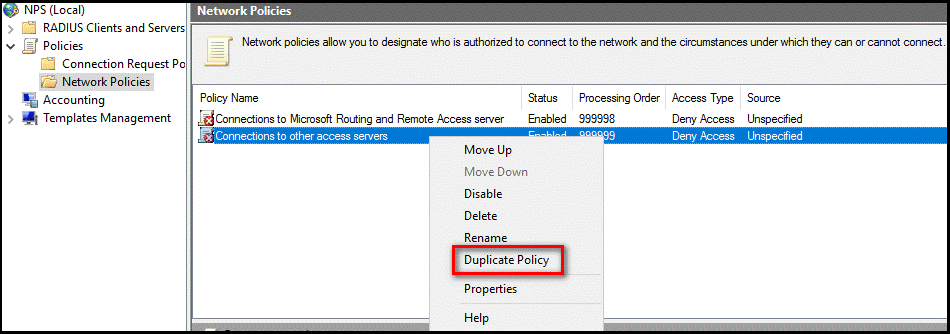 NPS (Local)
RADIUS Clients and Servers
Policies
Connection Request Po
Network Policies
Accounting
Templates Management
Network Policies
Network policies allow you to designate who is authorized to connect to the network and the circumstances under which they can or cannot connect.
Policy Name Status Processing Order Access Type Source
Connections to Microsoft Routing and Remote Access server Enabled 999998 Deny Access Unspecified
Connections to other access servers Enabled 999999 Deny Access Unspecified
Move Up
Move Down
Disable
Delete
Rename
Duplicate Policy
Properties
Help